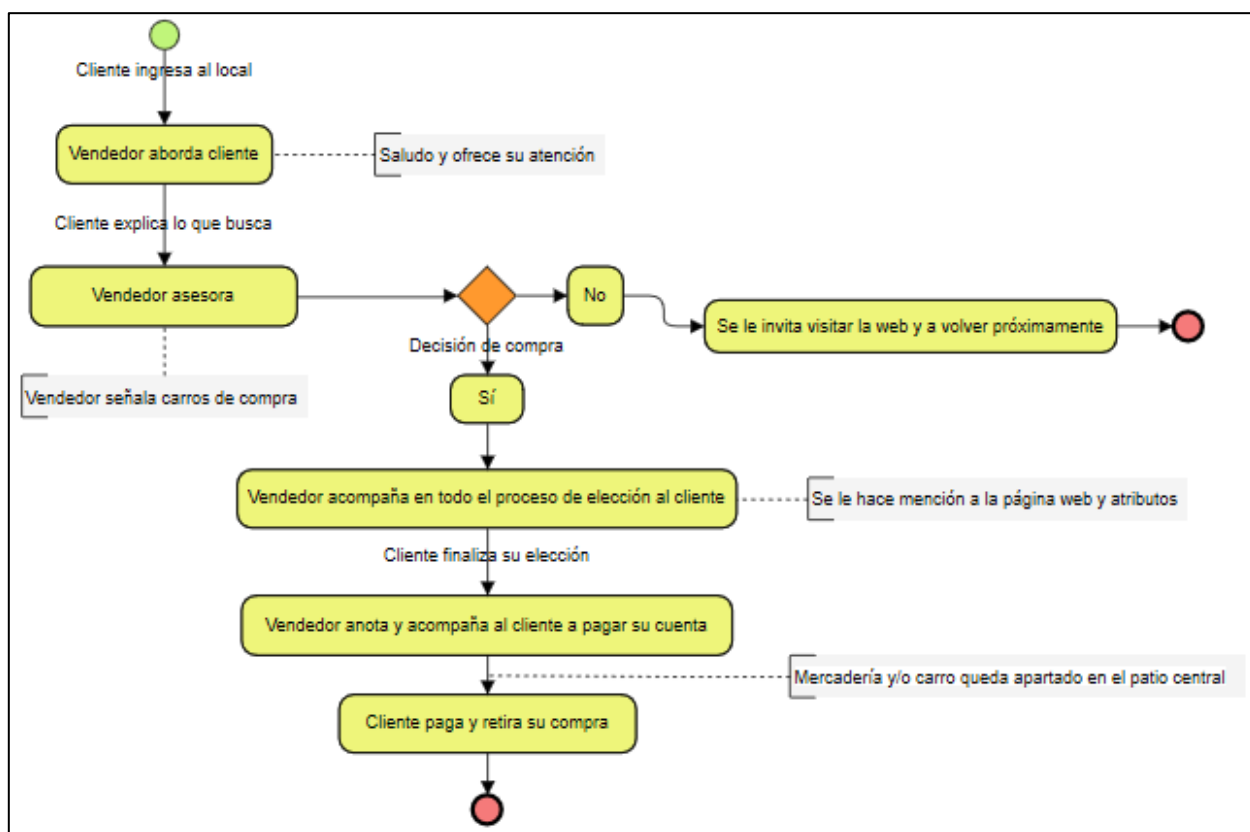 Cliente ingresa al local
Vendedor aborda cliente
Saludo y ofrece su atención
Cliente explica lo que busca
Vendedor asesora
No
Se le invita visitar la web y a volver próximamente
Decisión de compra
Vendedor señala carros de compra
Sí
Vendedor acompaña en todo el proceso de elección al cliente
Se le hace mención a la página web y atributos
Cliente finaliza su elección
Vendedor anota y acompaña al cliente a pagar su cuenta
Mercadería y/o carro queda apartado en el patio central
Cliente paga y retira su compra